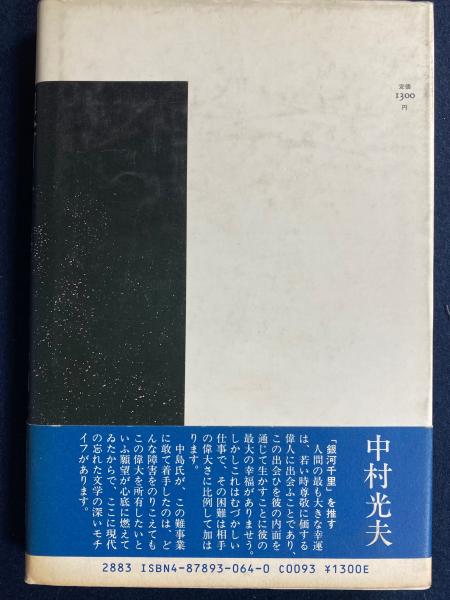 定価
1300
円
中村光夫
「銀河千里」を推す
人間の最も大きな幸運
は、若い時尊敬に価する
偉人に出会ふことであり、
この出会ひを彼の内面を
通じて生かすことに彼の
最大の幸福がありませう。
しかしこれはむづかしい
仕事で、その困難は相手
の偉大さに比例して加は
ります。
中島氏が、この難事業
に敢て着手したのは、ど
んな障害をのりこえても
この偉大を所有したいと
いふ願望が心底に燃えて
ゐたからで、ここに現代
の忘れた文学の深いモチ
イフがあります。
2883 ISBN4-87893-064-0 C0093 ¥1300E